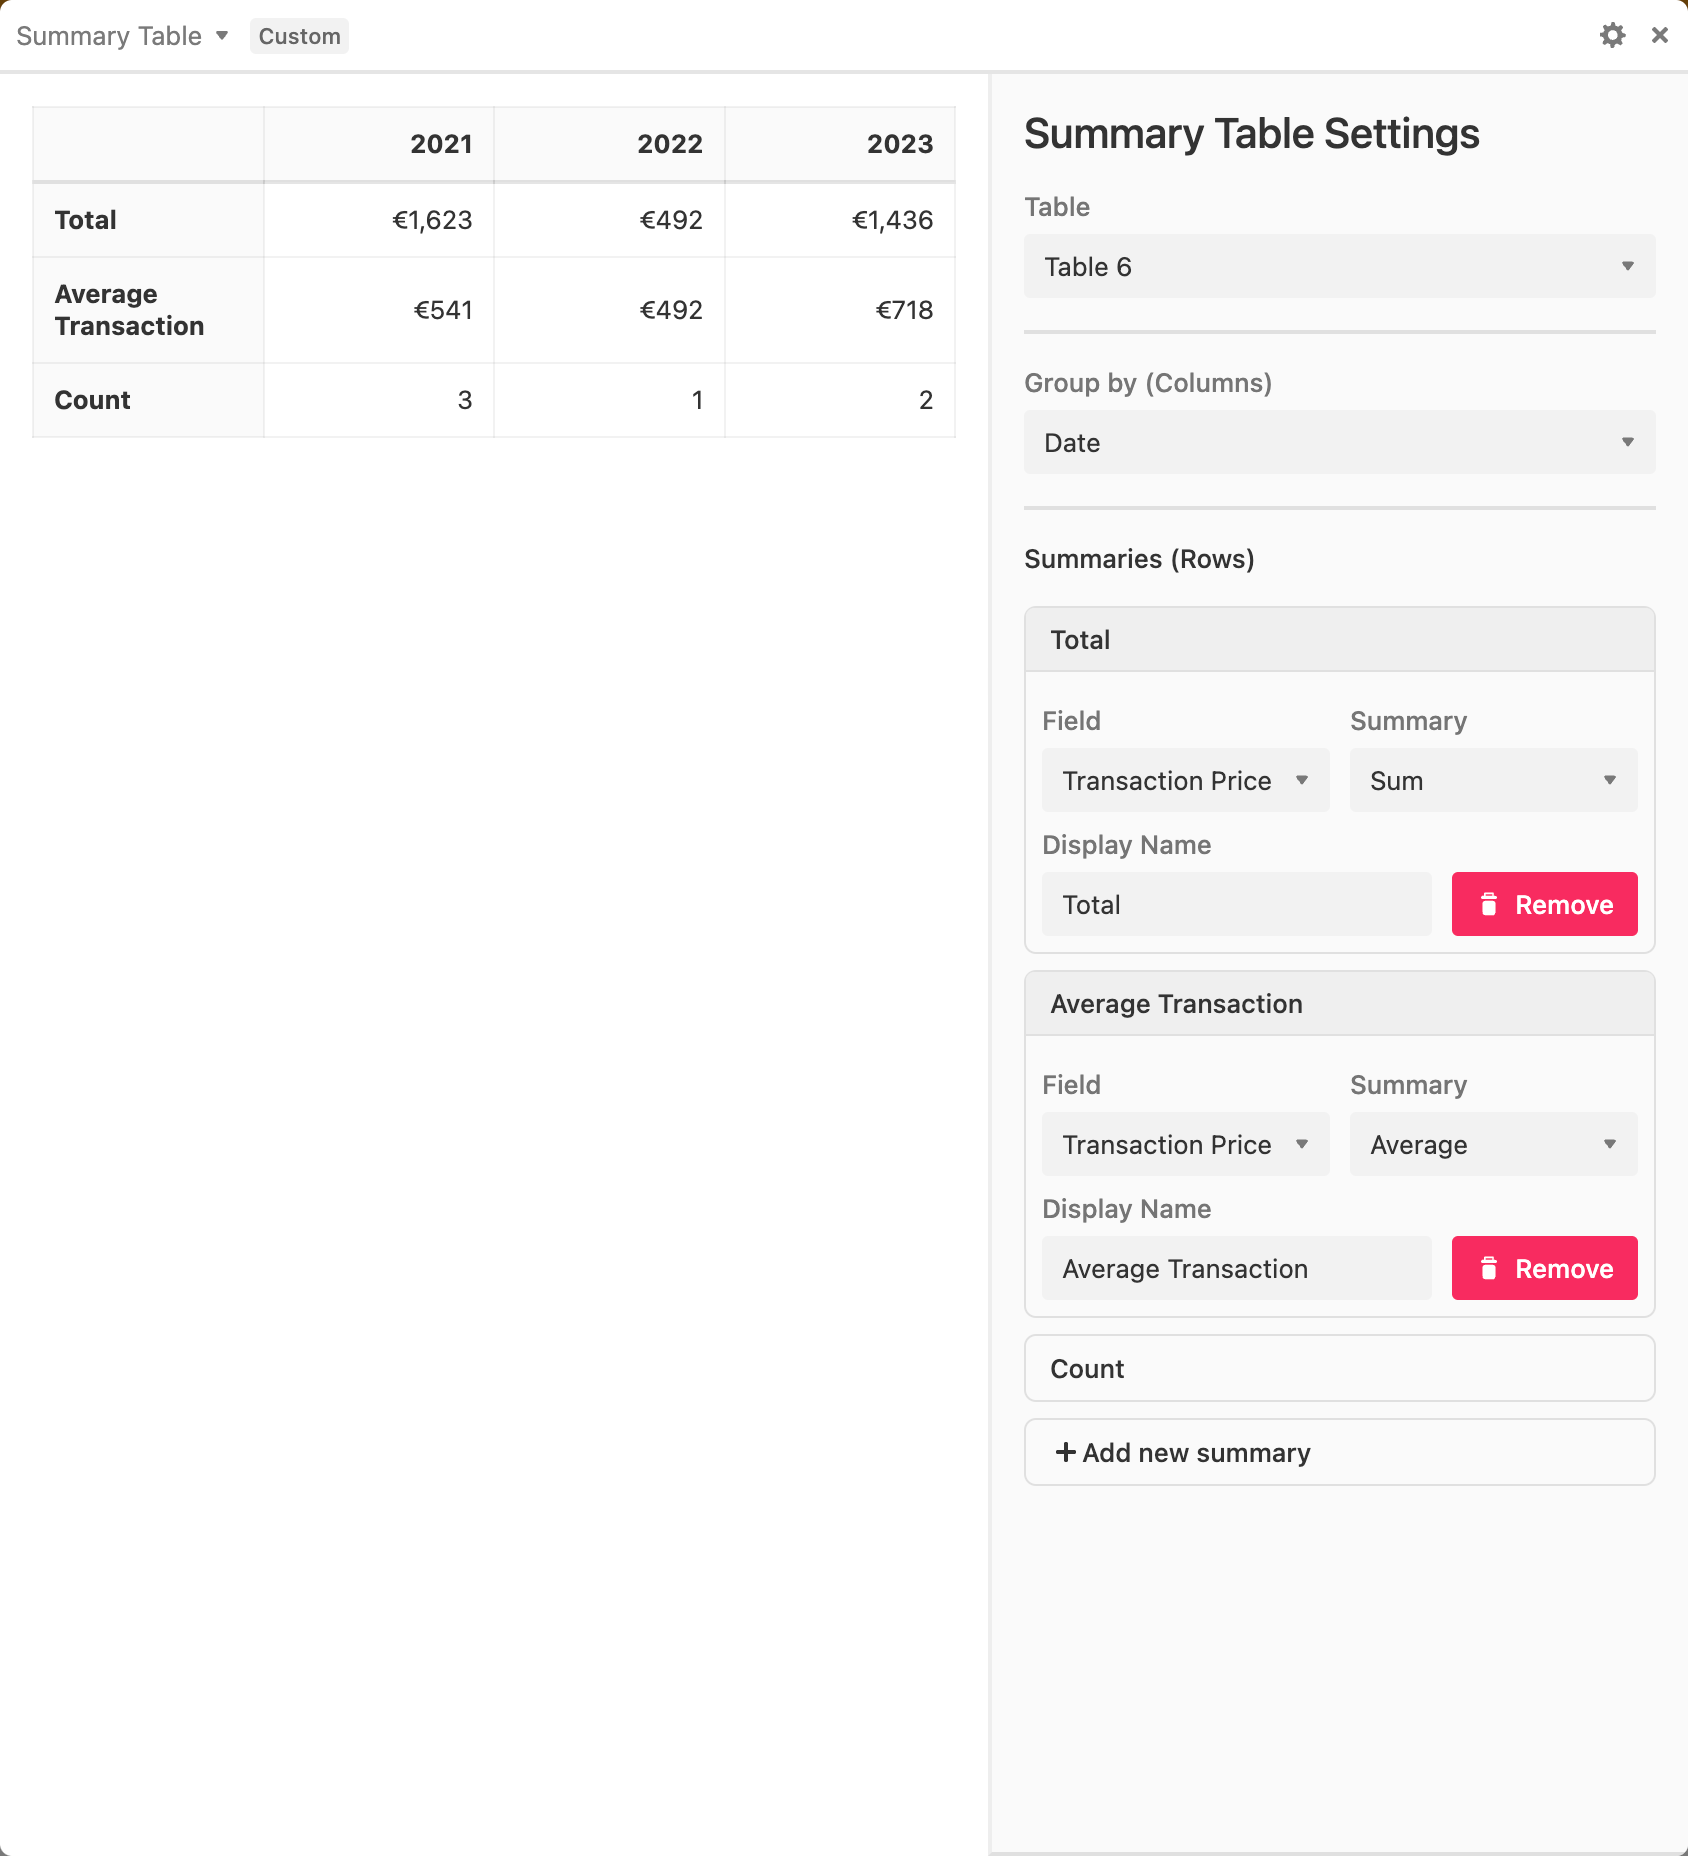 Summary Table Custom
2021 2022 2023
Total €1,623 €492 €1,436
Average
Transaction €541 €492 €718
Count 3 1 2
Summary Table Settings
Table
Table 6
Group by (Columns)
Date
Summaries (Rows)
Total
Field Summary
Transaction Price Sum
Display Name
Total Remove
Average Transaction
Field Summary
Transaction Price Average
Display Name
Average Transaction Remove
Count
+ Add new summary